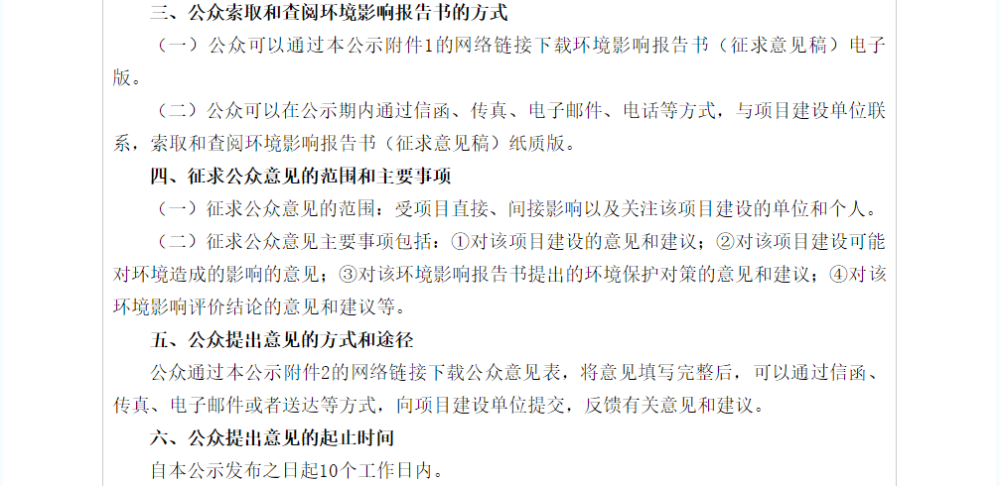 三、公众索取和查阅环境影响报告书的方式
（一）公众可以通过本公示附件1的网络链接下载环境影响报告书（征求意见稿）电子
版。
（二）公众可以在公示期内通过信函、传真、电子邮件、电话等方式，与项目建设单位联
系，索取和查阅环境影响报告书（征求意见稿）纸质版。
四、征求公众意见的范围和主要事项
（一）征求公众意见的范围：受项目直接、间接影响以及关注该项目建设的单位和个人。
（二）征求公众意见主要事项包括：①对该项目建设的意见和建议；②对该项目建设可能
对环境造成的影响的意见；③对该环境影响报告书提出的环境保护对策的意见和建议；④对该
环境影响评价结论的意见和建议等。
五、公众提出意见的方式和途径
公众通过本公示附件2的网络链接下载公众意见表，将意见填写完整后，可以通过信函、
传真、电子邮件或者送达等方式，向项目建设单位提交，反馈有关意见和建议。
六、公众提出意见的起止时间
自本公示发布之日起10个工作日内。